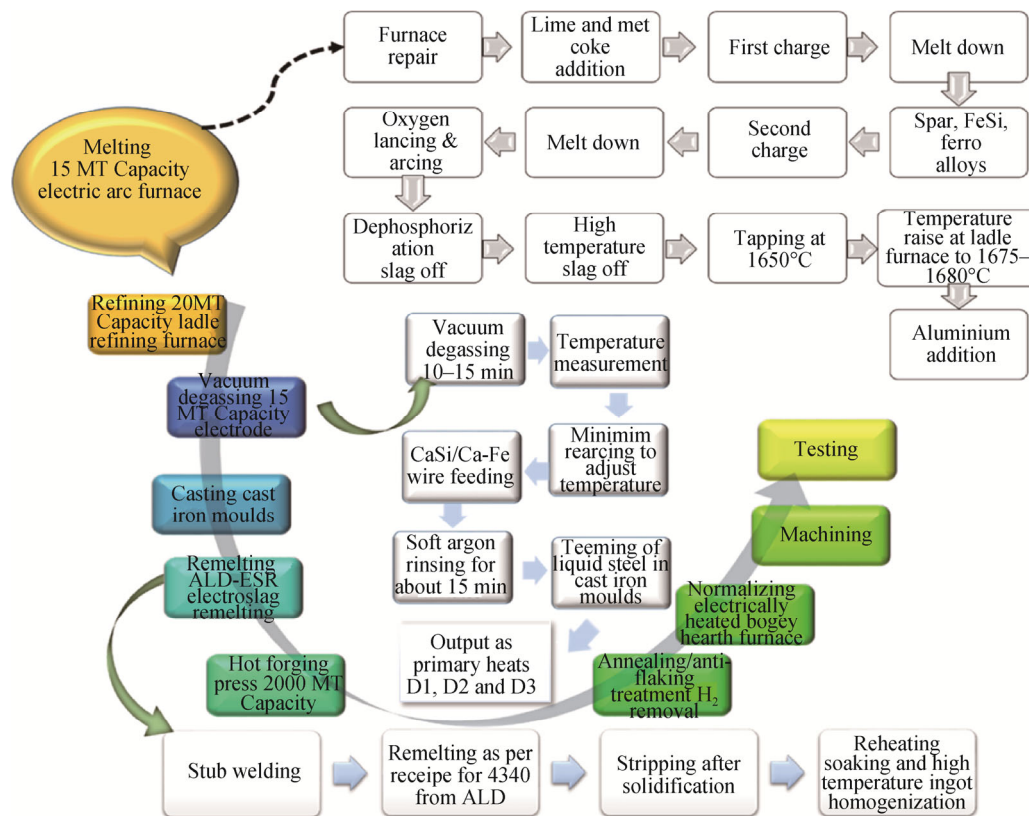 Furnace
repair
Lime and met
coke addition
First charge
Melt down
Melting
15 MT Capacity
electric arc furnace
Oxygen
lancing &
arcing
Melt down
Second
charge
Spar, FeSi,
ferro
alloys
Dephosphoriz
ation
slag off
High
temperature
slag off
Tapping at
1650°C
Temperature
raise at ladle
furnace to 1675–
1680°C
Aluminium
addition
Refining 20MT
Capacity ladle
refining furnace
Vacuum
degassing 15
MT Capacity
electrode
Casting cast
iron moulds
Remelting
ALD-ESR
electroslag
remelting
Hot forging
press 2000 MT
Capacity
Vacuum
degassing
10–15 min
Temperature
measurement
CaSi/Ca-Fe
wire feeding
Minimim
rearcing to
adjust
temperature
Soft argon
rinsing for
about 15 min
Teeming of
liquid steel in
cast iron
moulds
Output as
primary heats
D1, D2 and D3
Testing
Machining
Normalizing
electrically
heated bogey
hearth furnace
Annealing/anti-
flaking
treatment H₂
removal
Stub welding
Remelting as per
receipe for 4340
from ALD
Stripping after
solidification
Reheating
soaking and high
temperature ingot
homogenization